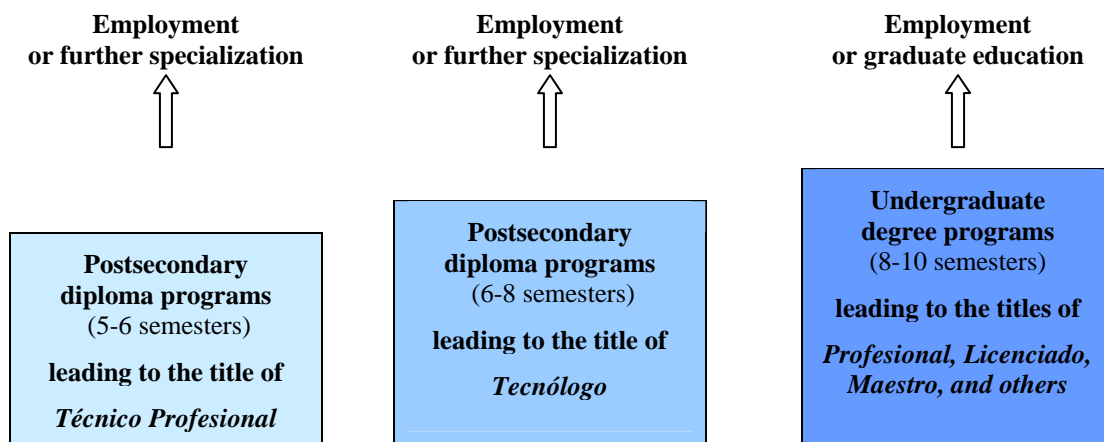 Employment
or further specialization
Employment
or further specialization
Employment
or graduate education
Postsecondary
diploma programs
(5-6 semesters)
leading to the title of
Técnico Profesional
Postsecondary
diploma programs
(6-8 semesters)
leading to the title of
Tecnólogo
Undergraduate
degree programs
(8-10 semesters)
leading to the titles of
Profesional, Licenciado,
Maestro, and others